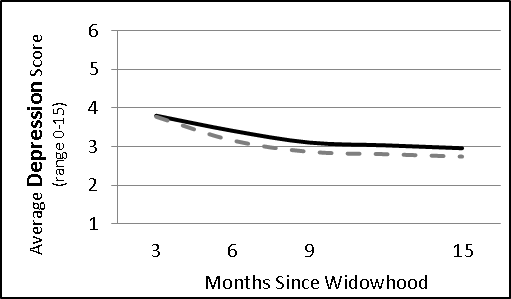 6
5
4
3
2
1
Average Depression Score
(range 0-15)
3 6 9 15
Months Since Widowhood